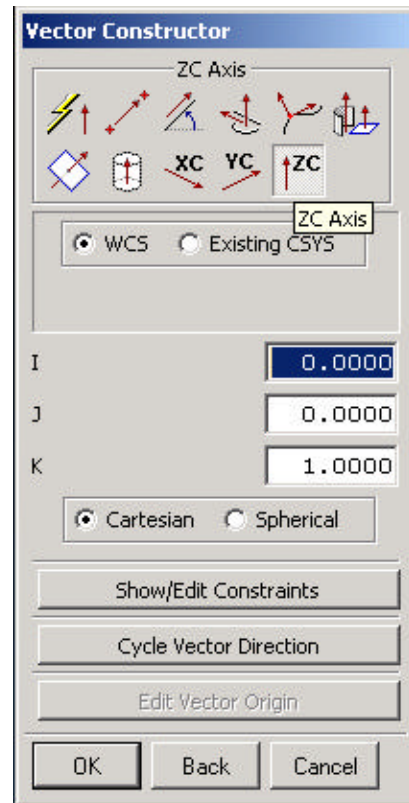 Vector Constructor
ZC Axis
XC YC ZC
ZC Axis
WCS Existing CSYS
I 0.0000
J 0.0000
K 1.0000
Cartesian Spherical
Show/Edit Constraints
Cycle Vector Direction
Edit Vector Origin
OK Back Cancel